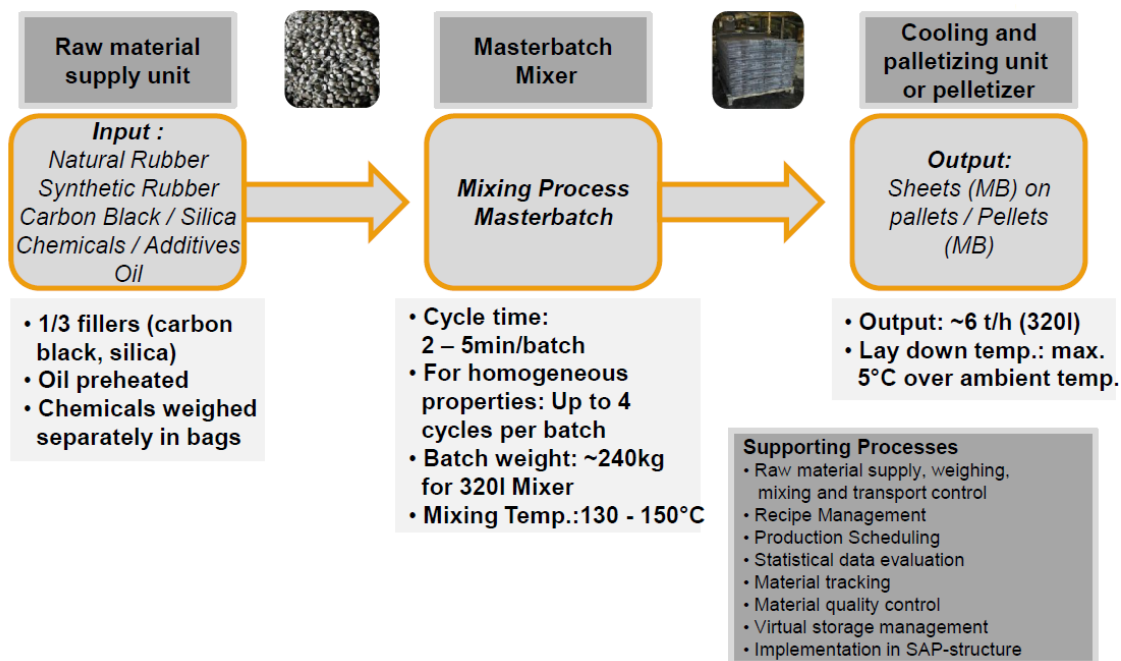 Raw material
supply unit
Masterbatch
Mixer
Cooling and
palletizing unit
or pelletizer
Input :
Natural Rubber
Synthetic Rubber
Carbon Black / Silica
Chemicals / Additives
Oil
Mixing Process
Masterbatch
Output:
Sheets (MB) on
pallets / Pellets
(MB)
• 1/3 fillers (carbon
black, silica)
• Oil preheated
• Chemicals weighed
separately in bags
• Cycle time:
2 – 5min/batch
• For homogeneous
properties: Up to 4
cycles per batch
• Batch weight: ~240kg
for 320l Mixer
• Mixing Temp.:130 - 150°C
• Output: ~6 t/h (320l)
• Lay down temp.: max.
5°C over ambient temp.
Supporting Processes
• Raw material supply, weighing,
mixing and transport control
• Recipe Management
• Production Scheduling
• Statistical data evaluation
• Material tracking
• Material quality control
• Virtual storage management
• Implementation in SAP-structure